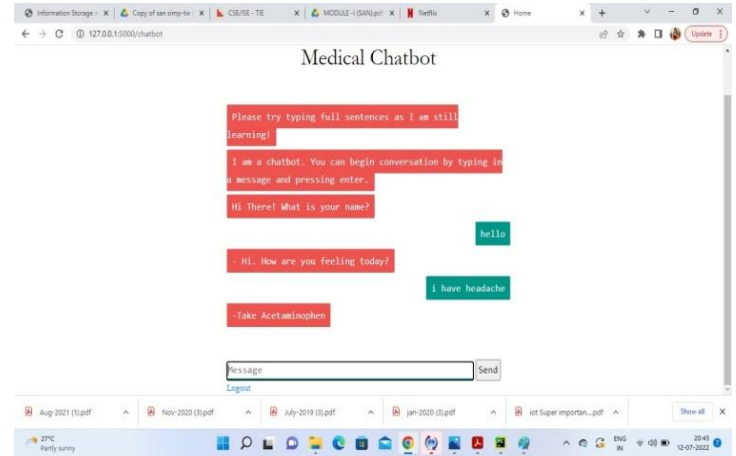 Information Storage
Copy of san simp-tie
CSE/ISE - TIE
MODULE -I (SAN).pdf
Netflix
Home
127.0.0.1:5000/chatbot
Update
Medical Chatbot
Please try typing full sentences as I am still
learning!
I am a chatbot. You can begin conversation by typing in
a message and pressing enter.
Hi There! What is your name?
hello
- Hi. How are you feeling today?
i have headache
-Take Acetaminophen
Message
Send
Logout
Aug-2021 (1).pdf
Nov-2020 (3).pdf
July-2019 (3).pdf
jan-2020 (3).pdf
iot Super importan....pdf
Show all
27°C
Partly sunny
ENG
IN
20:43
12-07-2022